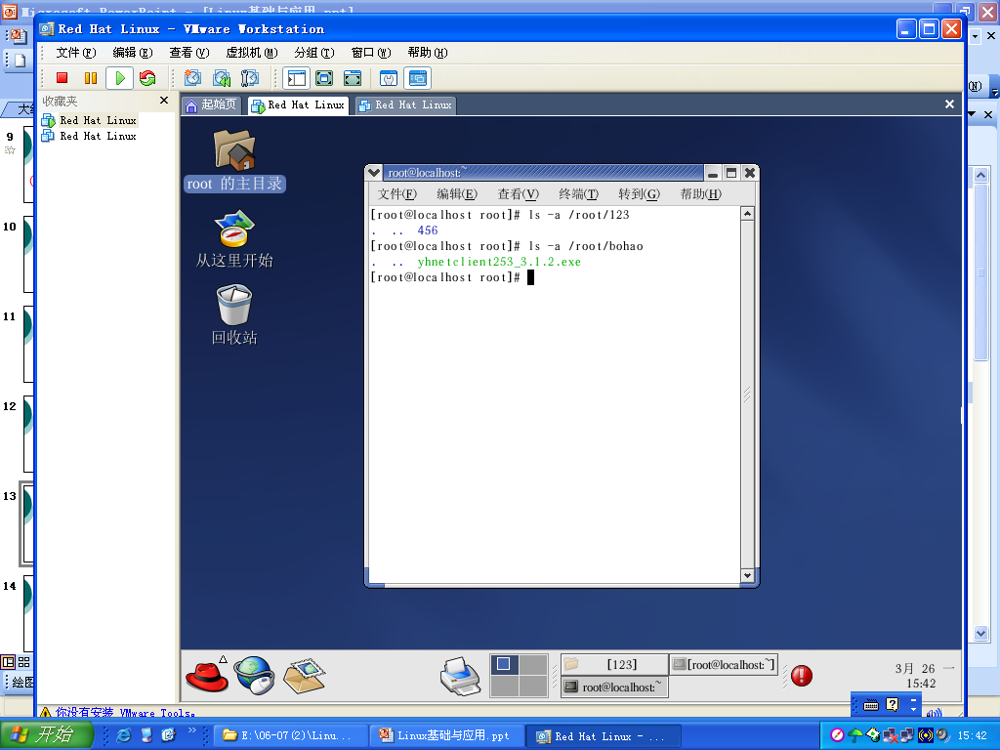 Microsoft PowerPoint - [Linux基础与应用.ppt]
Red Hat Linux - VMware Workstation
文件(F) 编辑(E) 查看(V) 虚拟机(M) 分组(T) 窗口(W) 帮助(H)
收藏夹
Red Hat Linux
Red Hat Linux
起始页 Red Hat Linux Red Hat Linux
9
10
11
12
13
14
root 的主目录
从这里开始
回收站
root@localhost:~
文件(F) 编辑(E) 查看(V) 终端(T) 转到(G) 帮助(H)
[root@localhost root]# ls -a /root/123
. .. 456
[root@localhost root]# ls -a /root/bohao
. .. yhnetclient253_3.1.2.exe
[root@localhost root]#
[123] [root@localhost:~]
root@localhost:~
3月 26 一
15:42
绘图
你没有安装 VMware Tools。
开始 E:\06-07(2)\Linu... Linux基础与应用.ppt Red Hat Linux - ... 15:42